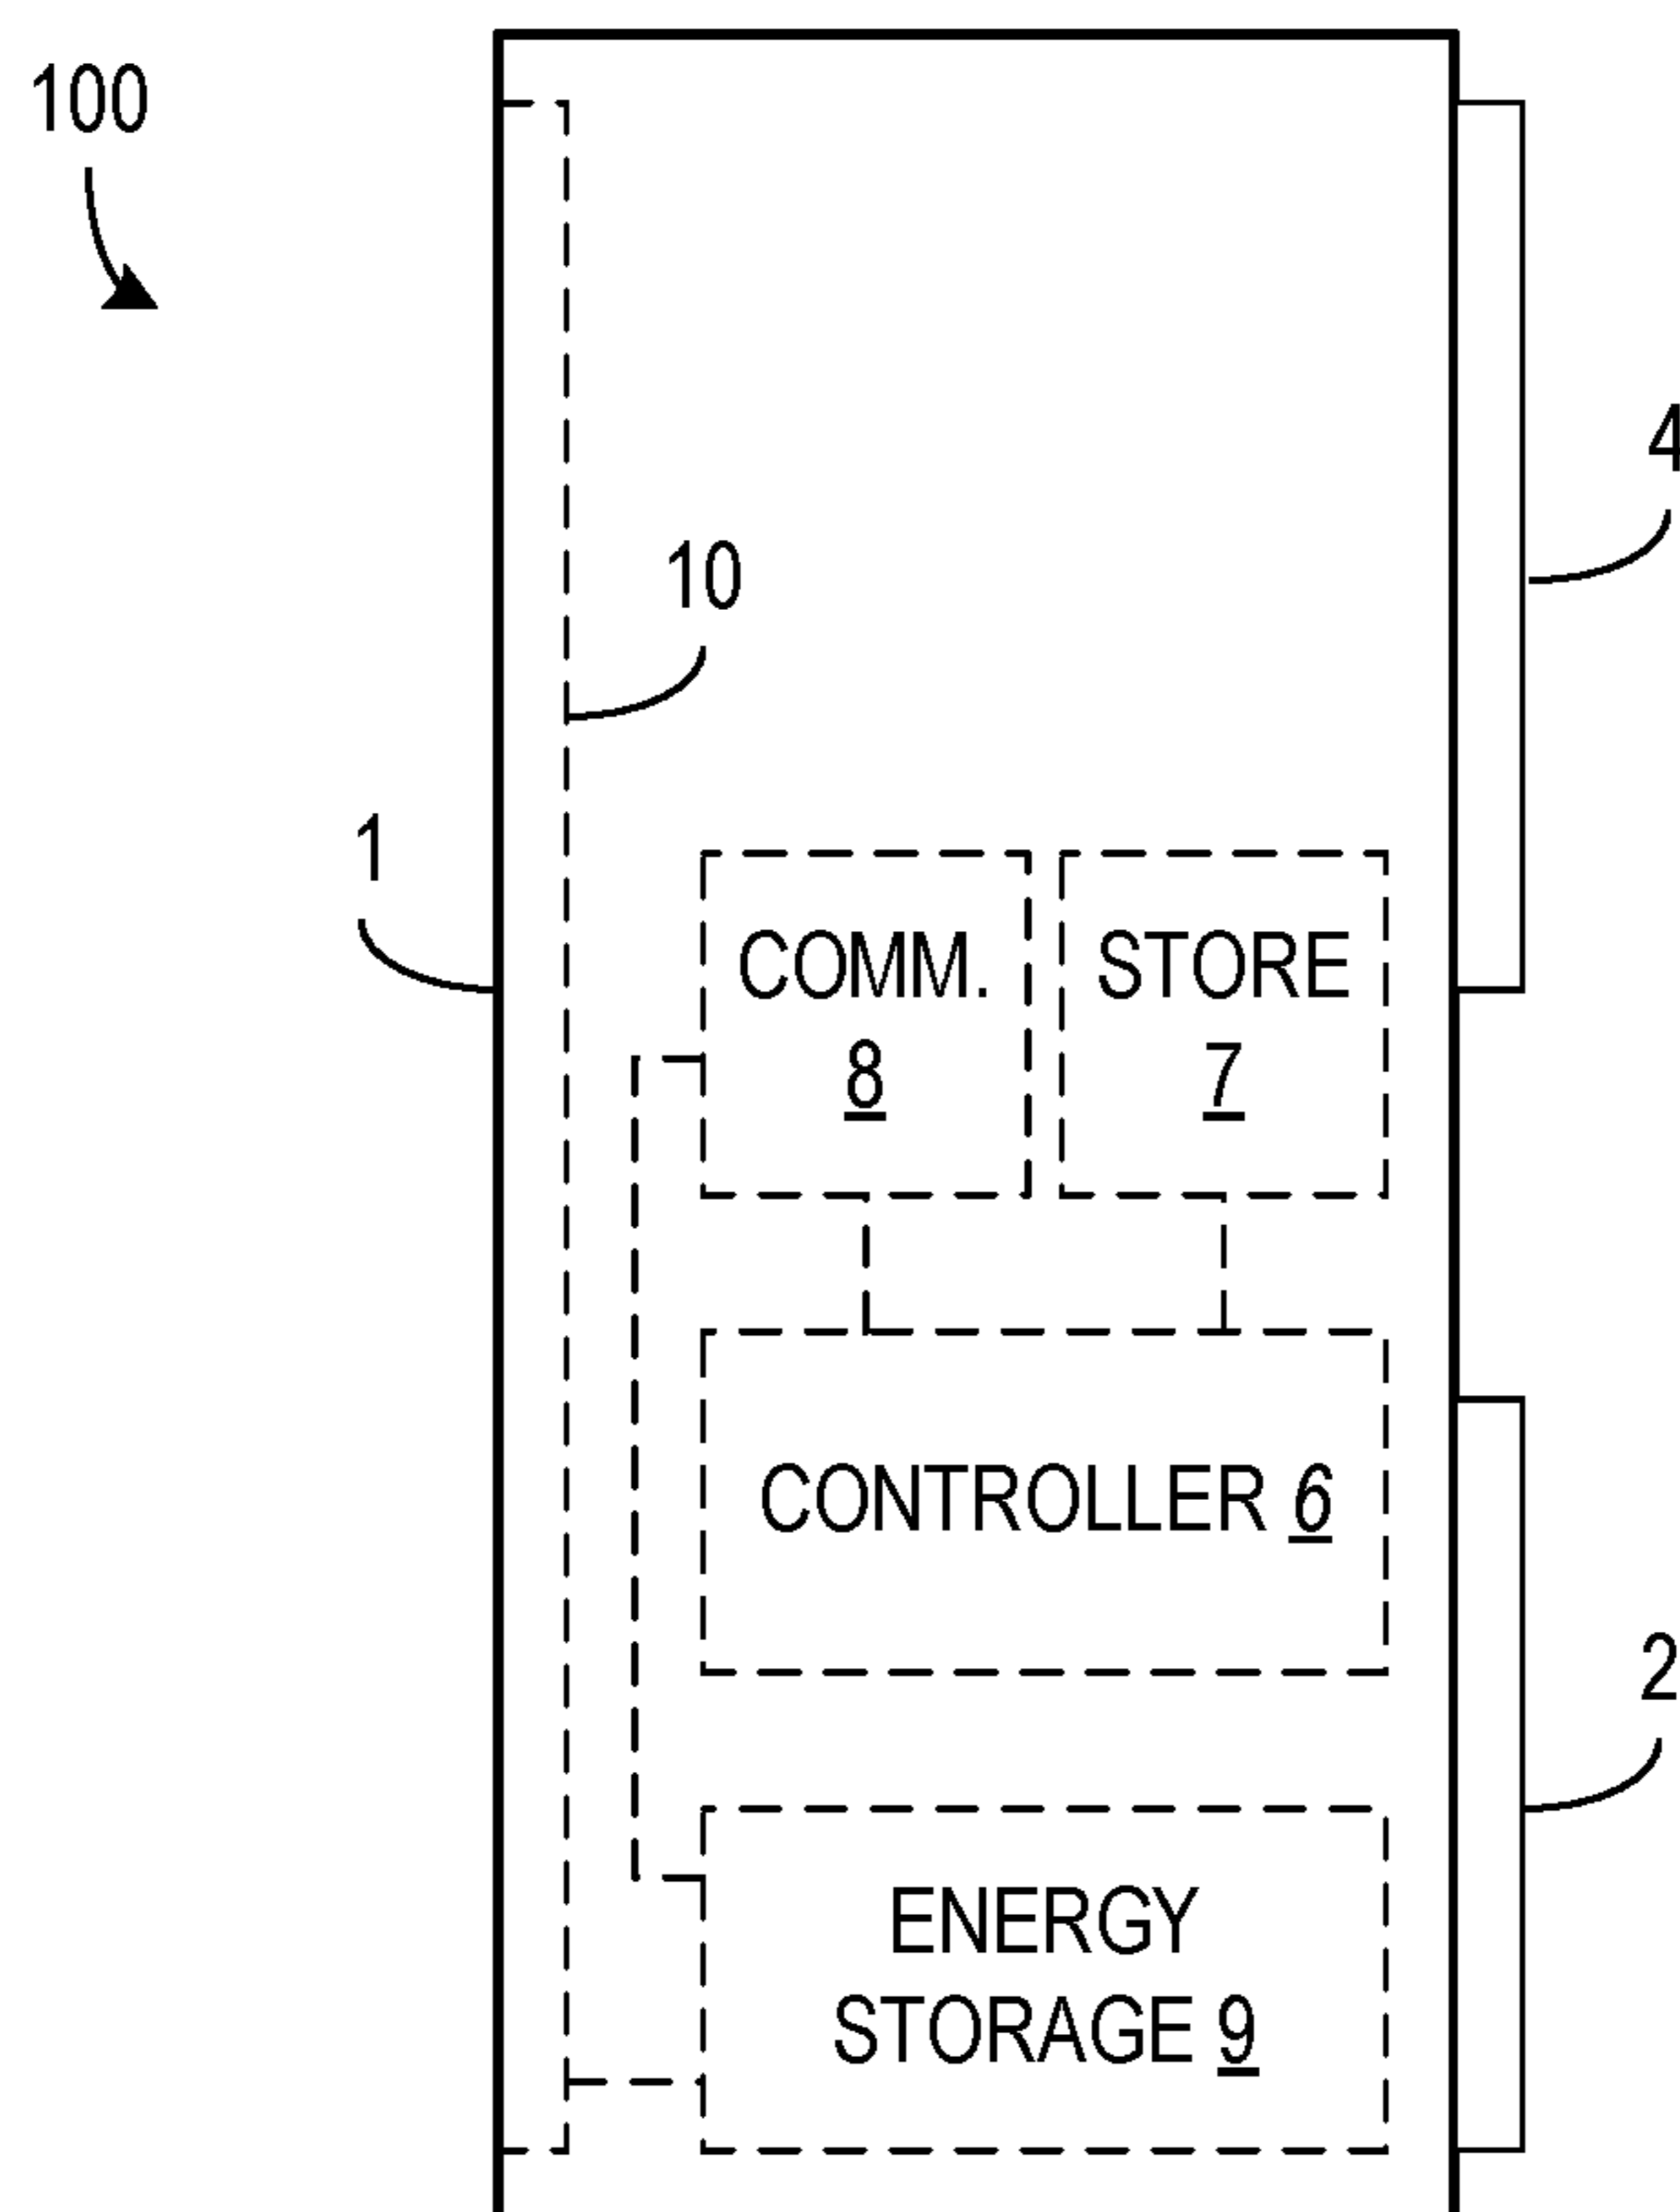 100
4
10
1
COMM.
8
STORE
7
CONTROLLER 6
2
ENERGY
STORAGE 9